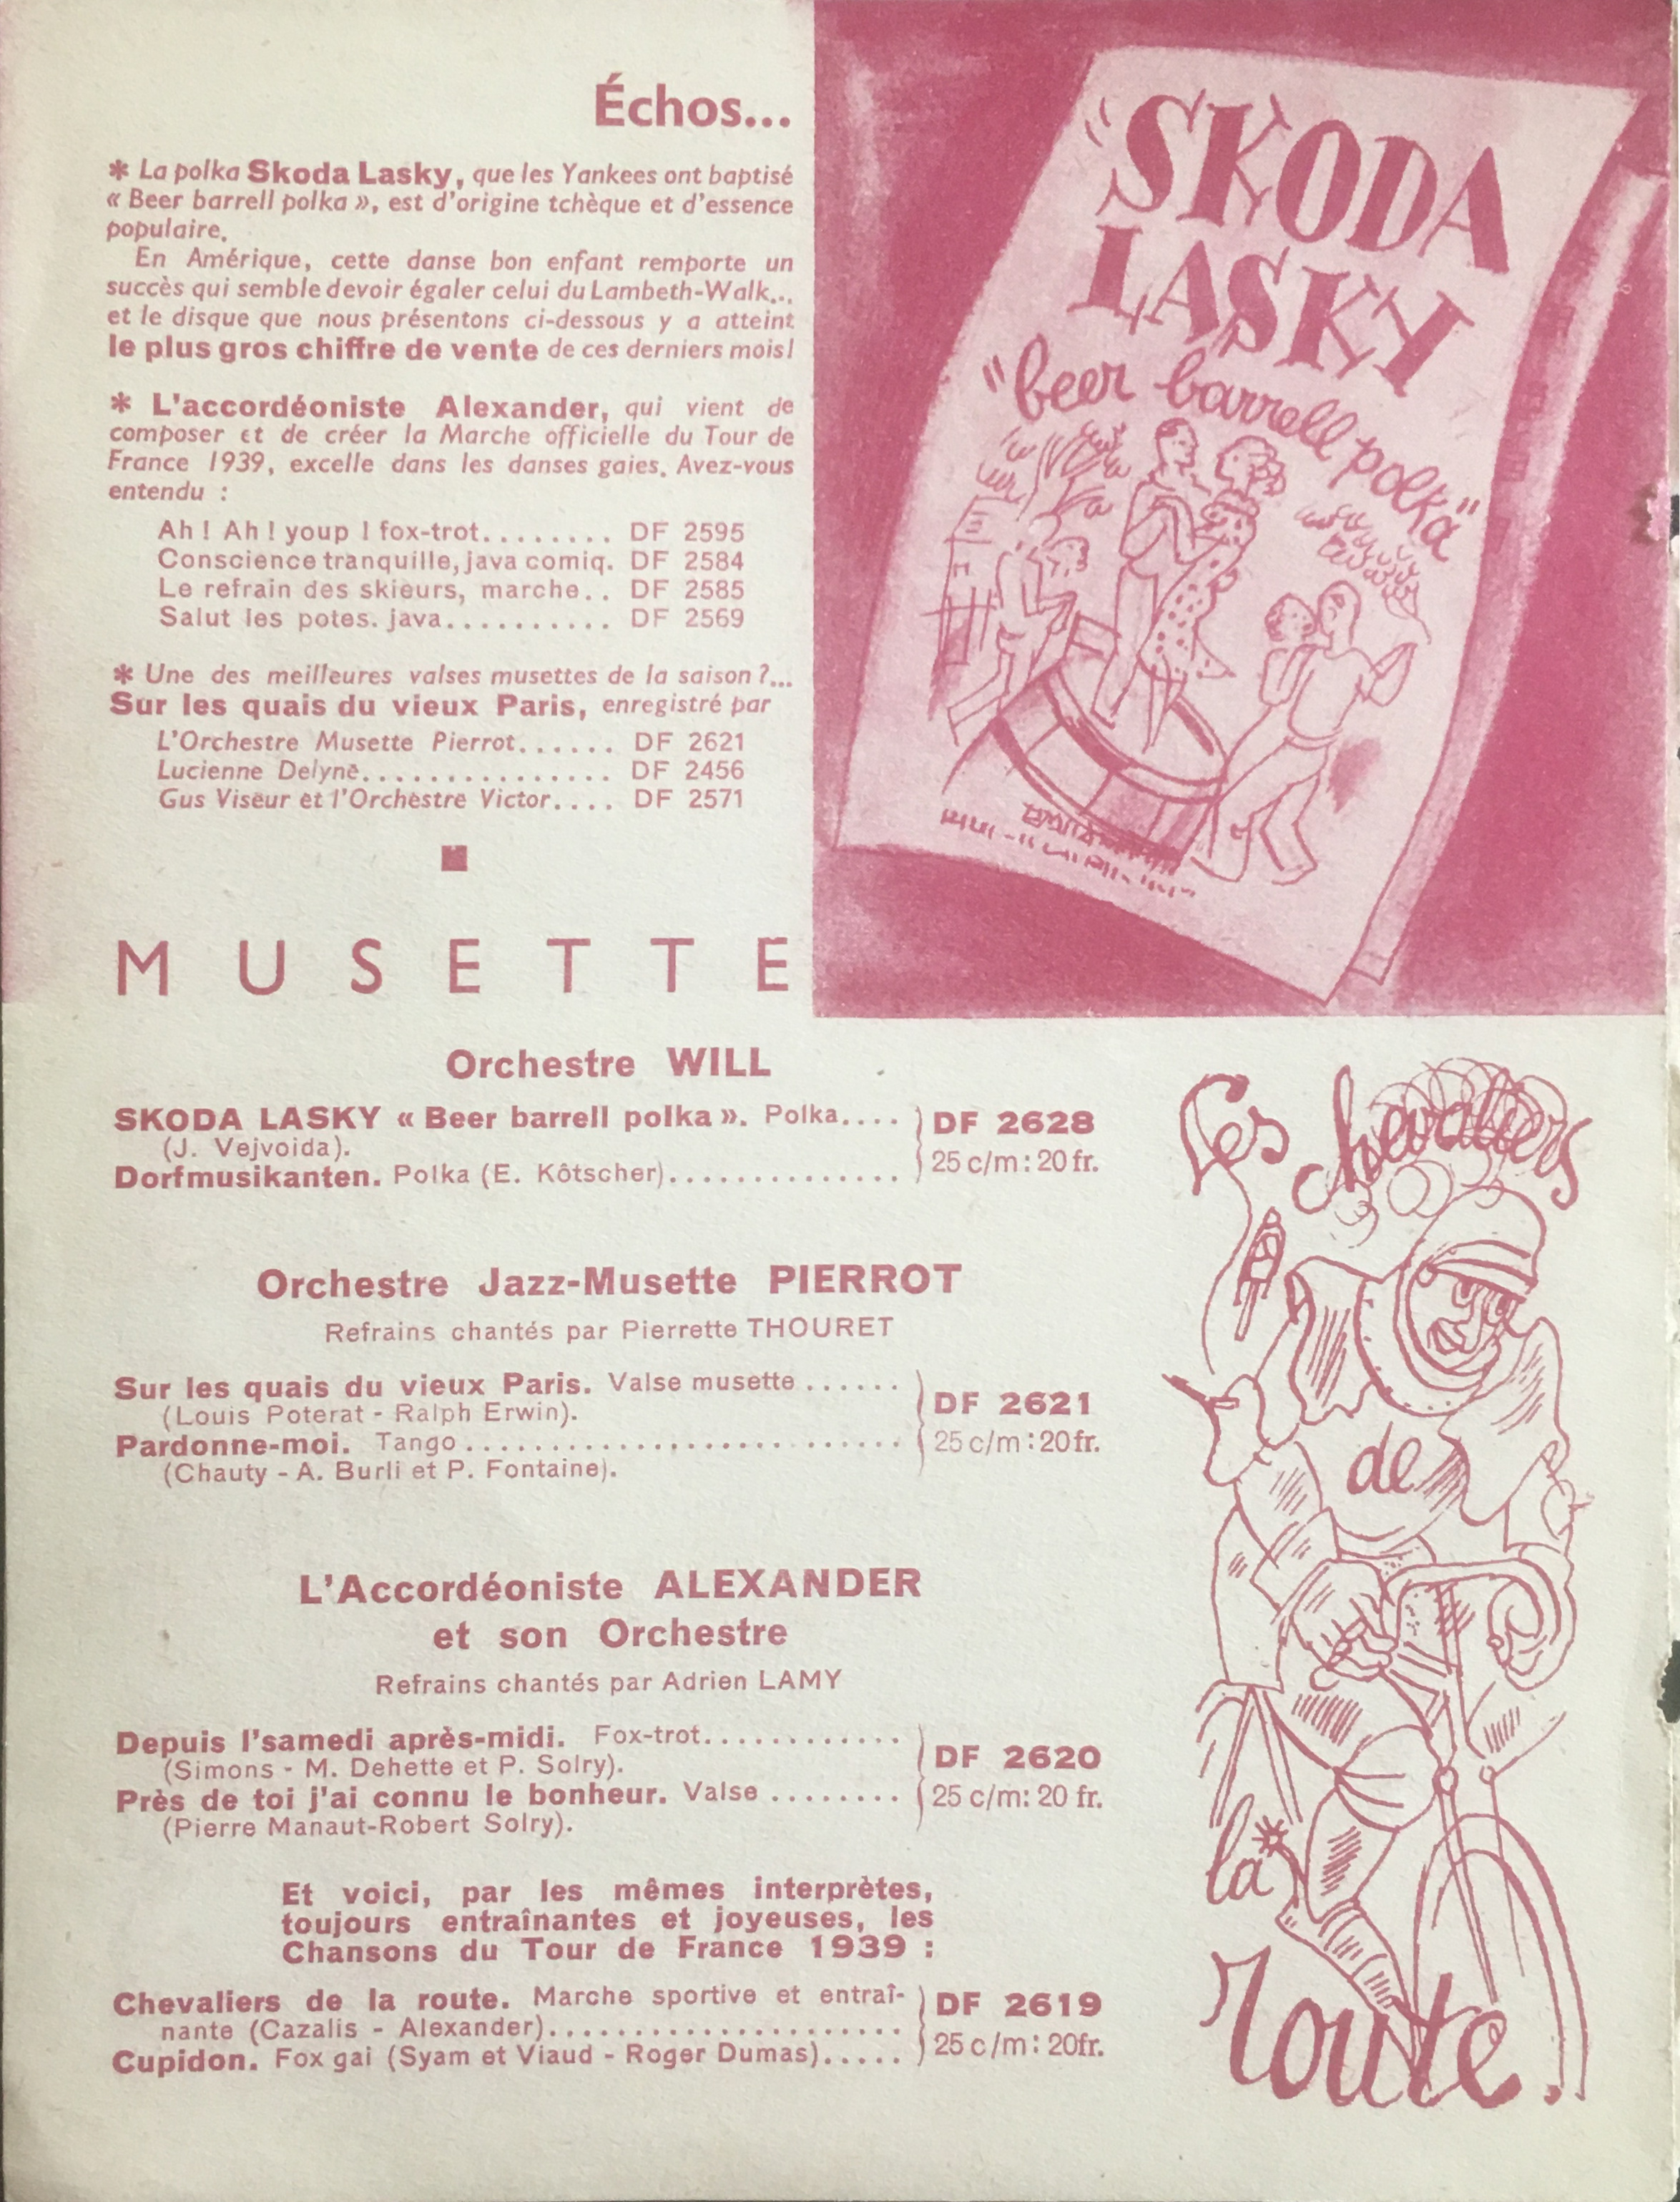 Échos...
* La polka Skoda Lasky, que les Yankees ont baptisé
« Beer barrell polka », est d'origine tchèque et d'essence
populaire.
En Amérique, cette danse bon enfant remporte un
succès qui semble devoir égaler celui du Lambeth-Walk...
et le disque que nous présentons ci-dessous y a atteint
le plus gros chiffre de vente de ces derniers mois!
* L'accordéoniste Alexander, qui vient de
composer et de créer la Marche officielle du Tour de
France 1939, excelle dans les danses gaies. Avez-vous
entendu :
Ah ! Ah ! youp ! fox-trot........ DF 2595
Conscience tranquille, java comiq. DF 2584
Le refrain des skieurs, marche.. DF 2585
Salut les potes. java.......... DF 2569
* Une des meilleures valses musettes de la saison ?...
Sur les quais du vieux Paris, enregistré par
L'Orchestre Musette Pierrot...... DF 2621
Lucienne Delyne............... DF 2456
Gus Viseur et l'Orchestre Victor.... DF 2571
"SKODA
LASKY
"beer barrell polka"
MUSETTE
Orchestre WILL
SKODA LASKY « Beer barrell polka ». Polka....
(J. Vejvoida).
Dorfmusikanten. Polka (E. Kôtscher)..............
DF 2628
25 c/m : 20 fr.
Orchestre Jazz-Musette PIERROT
Refrains chantés par Pierrette THOURET
Sur les quais du vieux Paris. Valse musette ......
(Louis Poterat - Ralph Erwin).
Pardonne-moi. Tango ..........................
(Chauty - A. Burli et P. Fontaine).
DF 2621
25 c/m : 20 fr.
L'Accordéoniste ALEXANDER
et son Orchestre
Refrains chantés par Adrien LAMY
Depuis l'samedi après-midi. Fox-trot............
(Simons - M. Dehette et P. Solry).
Près de toi j'ai connu le bonheur. Valse ........
(Pierre Manaut-Robert Solry).
DF 2620
25 c/m: 20 fr.
Et voici, par les mêmes interprètes,
toujours entraînantes et joyeuses, les
Chansons du Tour de France 1939 :
Chevaliers de la route. Marche sportive et entraî-
nante (Cazalis - Alexander).....................
Cupidon. Fox gai (Syam et Viaud - Roger Dumas).....
DF 2619
25 c/m : 20fr.
Les chevaliers
de
la
route.